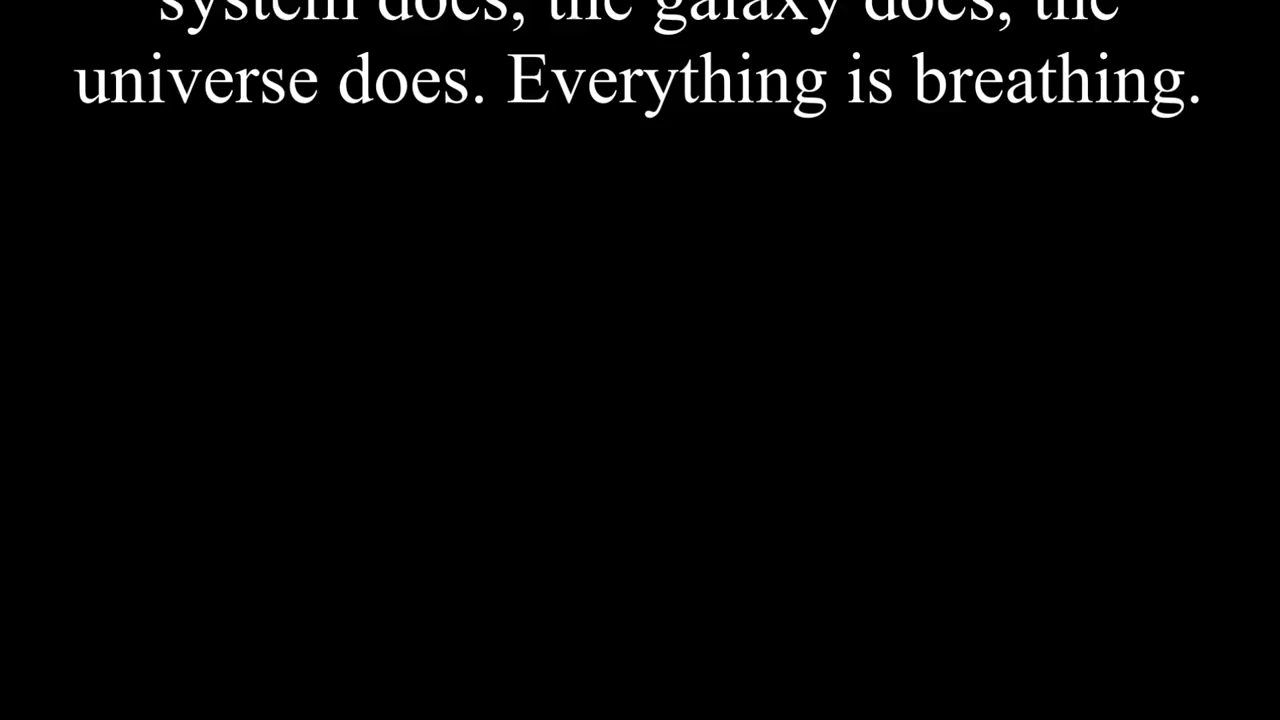 system does, the galaxy does, the
universe does. Everything is breathing.